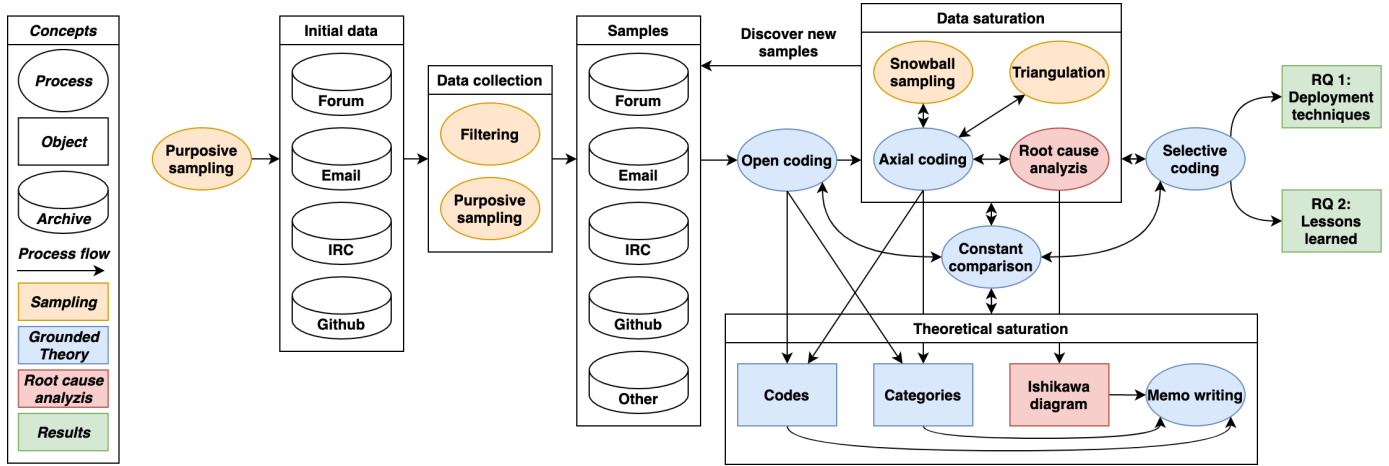 Concepts
Process
Object
Archive
Process flow
Sampling
Grounded
Theory
Root cause
analyzis
Results
Purposive
sampling
Initial data
Forum
Email
IRC
Github
Data collection
Filtering
Purposive
sampling
Samples
Forum
Email
IRC
Github
Other
Discover new
samples
Data saturation
Snowball
sampling
Triangulation
Open coding
Axial coding
Root cause
analyzis
Selective
coding
Constant
comparison
RQ 1:
Deployment
techniques
RQ 2:
Lessons
learned
Theoretical saturation
Codes
Categories
Ishikawa
diagram
Memo writing